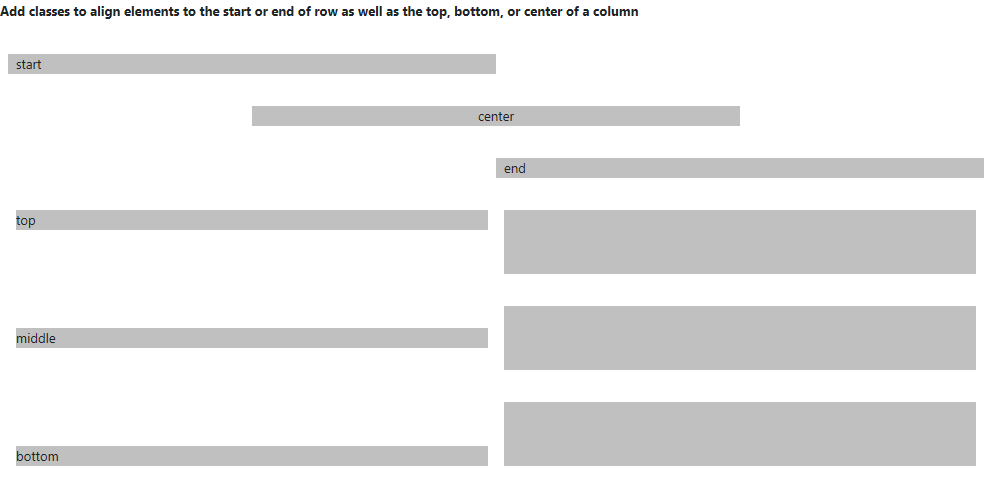 Add classes to align elements to the start or end of row as well as the top, bottom, or center of a column
start
center
end
top
middle
bottom